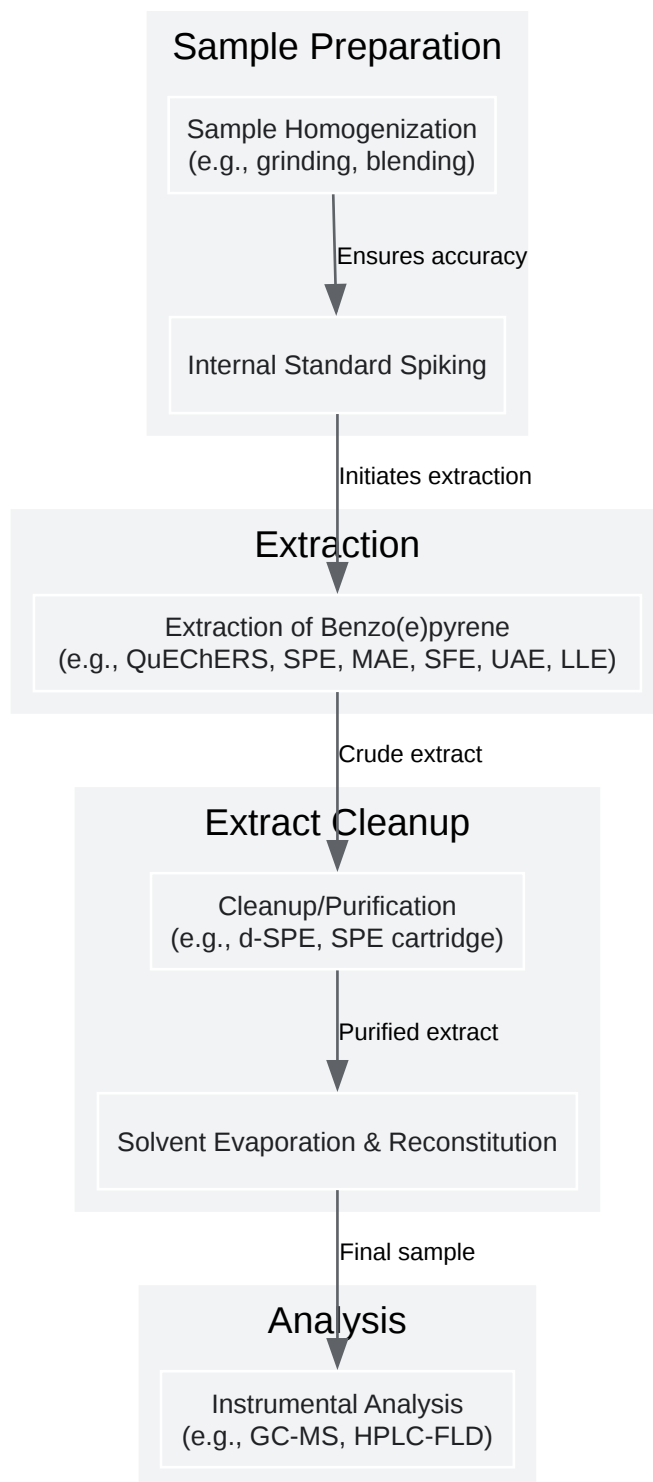 Sample Preparation
Sample Homogenization
(e.g., grinding, blending)
Ensures accuracy
Internal Standard Spiking
Initiates extraction
Extraction
Extraction of Benzo(e)pyrene
(e.g., QuEChERS, SPE, MAE, SFE, UAE, LLE)
Crude extract
Extract Cleanup
Cleanup/Purification
(e.g., d-SPE, SPE cartridge)
Purified extract
Solvent Evaporation & Reconstitution
Final sample
Analysis
Instrumental Analysis
(e.g., GC-MS, HPLC-FLD)